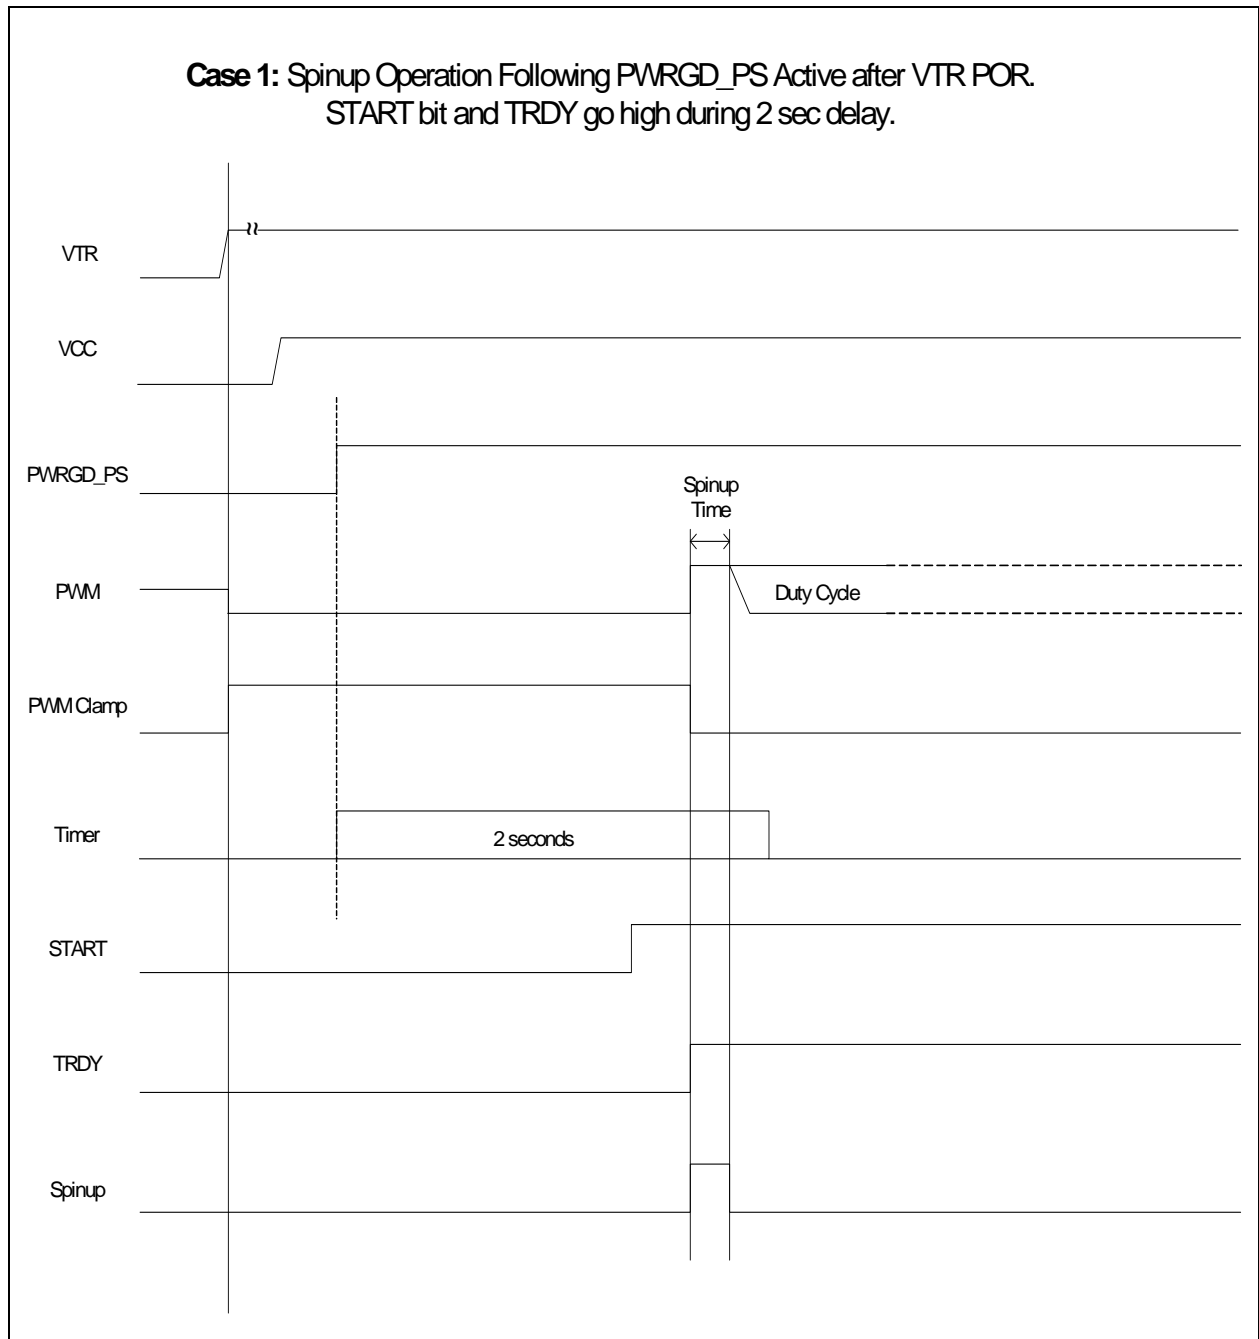 Case 1: Spinup Operation Following PWRGD_PS Active after VTR POR.
START bit and TRDY go high during 2 sec delay.
VTR
VCC
PWRGD_PS
Spinup
Time
PWM
Duty Cycle
PWM Clamp
Timer
2 seconds
START
TRDY
Spinup